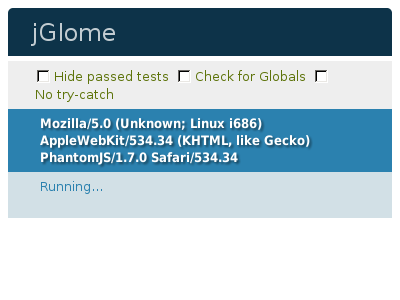 jGlome
Hide passed tests Check for Globals
No try-catch
Mozilla/5.0 (Unknown; Linux i686)
AppleWebKit/534.34 (KHTML, like Gecko)
PhantomJS/1.7.0 Safari/534.34
Running...